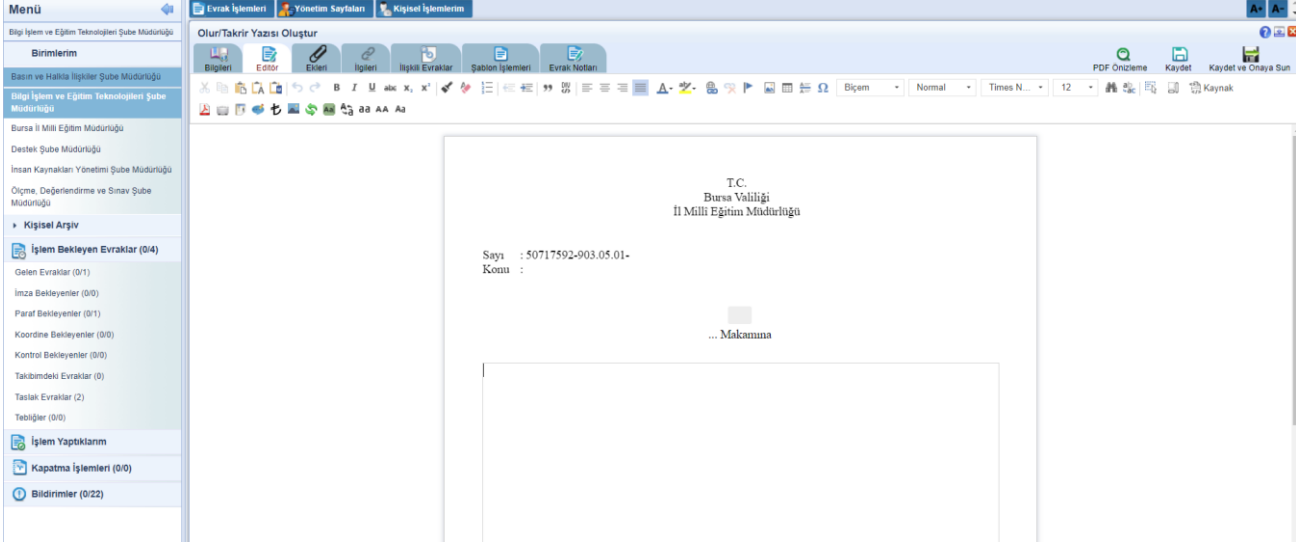 Menü
Evrak İşlemleri
Yönetim Sayfaları
Kişisel İşlemlerim
A+ A-
Bilgi İşlem ve Eğitim Teknolojileri Şube Müdürlüğü
Olur/Takrir Yazısı Oluştur
Birimlerim
Basın ve Halkla İlişkiler Şube Müdürlüğü
Bilgi İşlem ve Eğitim Teknolojileri Şube
Müdürlüğü
Bursa İl Milli Eğitim Müdürlüğü
Destek Şube Müdürlüğü
İnsan Kaynakları Yönetimi Şube Müdürlüğü
Ölçme, Değerlendirme ve Sınav Şube
Müdürlüğü
Kişisel Arşiv
İşlem Bekleyen Evraklar (0/4)
Gelen Evraklar (0/1)
İmza Bekleyenler (0/0)
Paraf Bekleyenler (0/1)
Koordine Bekleyenler (0/0)
Kontrol Bekleyenler (0/0)
Takibimdeki Evraklar (0)
Taslak Evraklar (2)
Tebliğler (0/0)
İşlem Yaptıklarım
Kapatma İşlemleri (0/0)
Bildirimler (0/22)
Bilgileri
Editör
Ekleri
İlgileri
İlişkili Evraklar
Şablon İşlemleri
Evrak Notları
PDF Önizleme
Kaydet
Kaydet ve Onaya Sun
B I U abc x, x'
Biçem
Normal
Times N...
12
Kaynak
aa AA Aa
T.C.
Bursa Valiliği
İl Millî Eğitim Müdürlüğü
Sayı : 50717592-903.05.01-
Konu :
... Makamına